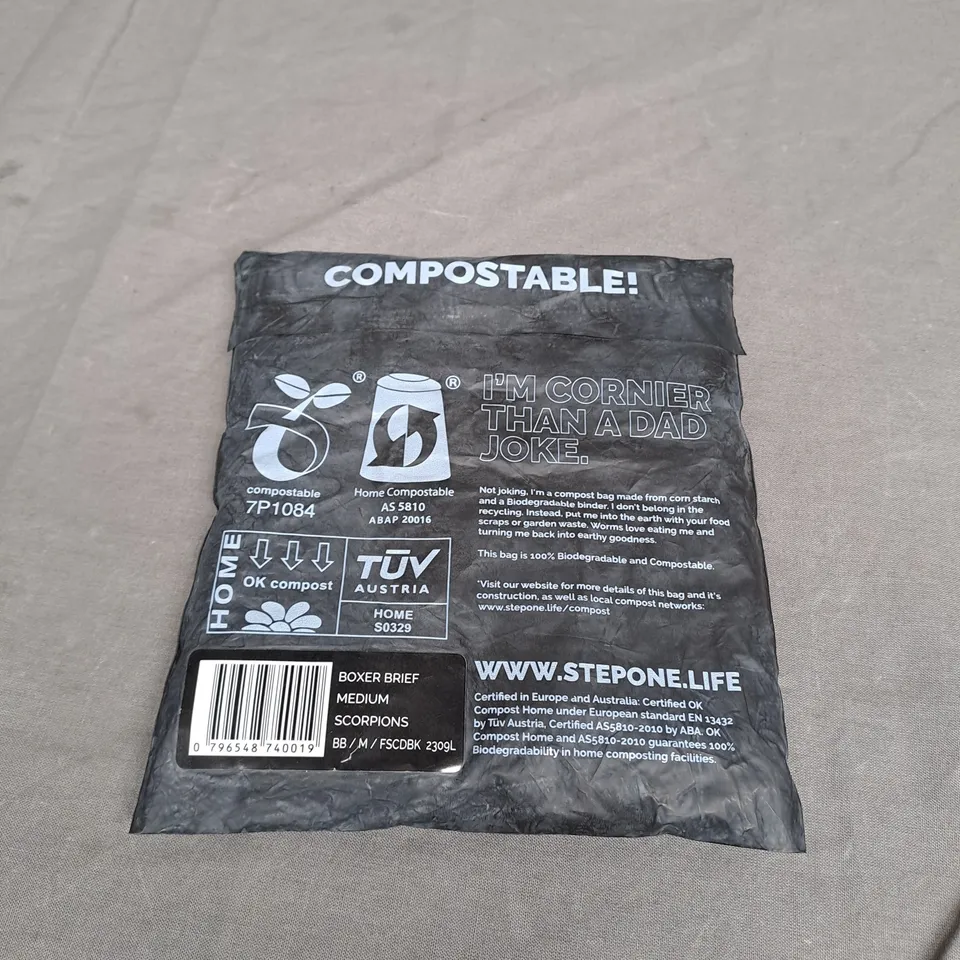 COMPOSTABLE!
®
®
compostable
7P1084
Home Compostable
AS 5810
ABAP 20016
I'M CORNIER
THAN A DAD
JOKE.
Not joking, I'm a compost bag made from corn starch
and a Biodegradable binder. I don't belong in the
recycling. Instead, put me into the earth with your food
scraps or garden waste. Worms love eating me and
turning me back into earthy goodness.
This bag is 100% Biodegradable and Compostable.
*Visit our website for more details of this bag and it's
construction, as well as local compost networks:
www.stepone.life/compost
HOME
OK compost
TÜV
AUSTRIA
HOME
S0329
0 796548 740019
BOXER BRIEF
MEDIUM
SCORPIONS
BB / M / FSCDBK 2309L
WWW.STEPONE.LIFE
Certified in Europe and Australia: Certified OK
Compost Home under European standard EN 13432
by Tüv Austria, Certified AS5810-2010 by ABA. OK
Compost Home and AS5810-2010 guarantees 100%
Biodegradability in home composting facilities.